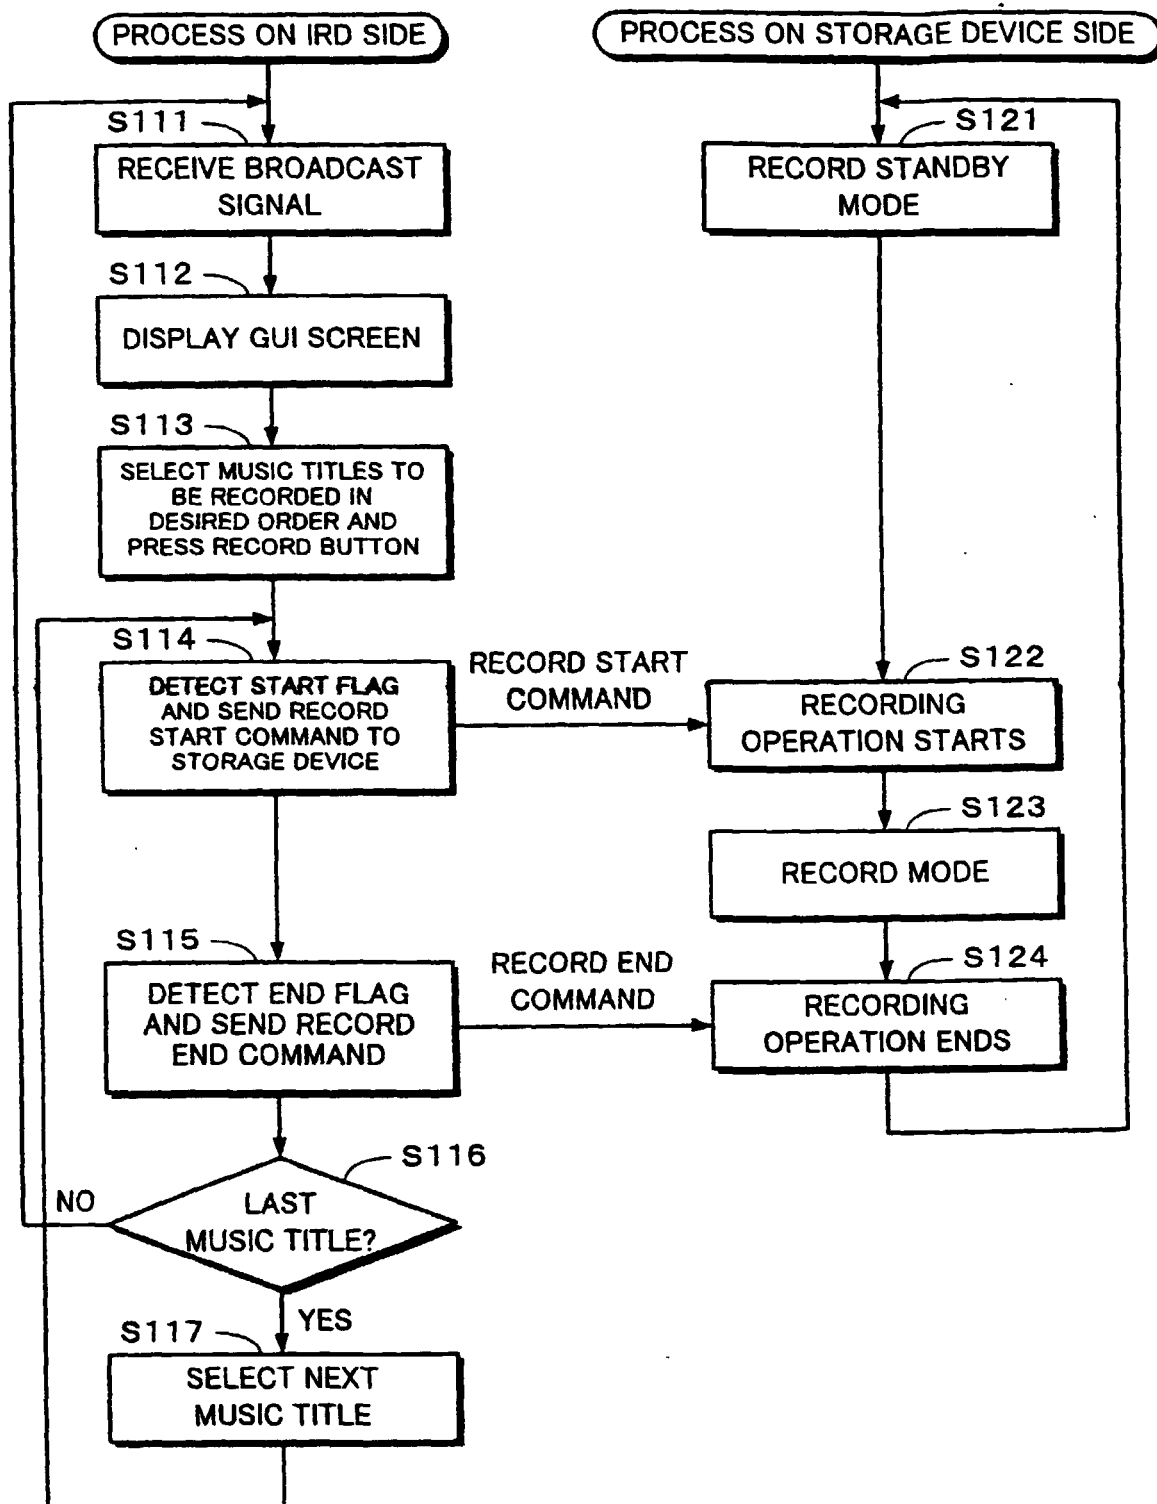 PROCESS ON IRD SIDE
S111
RECEIVE BROADCAST
SIGNAL
S112
DISPLAY GUI SCREEN
S113
SELECT MUSIC TITLES TO
BE RECORDED IN
DESIRED ORDER AND
PRESS RECORD BUTTON
S114
DETECT START FLAG
AND SEND RECORD
START COMMAND TO
STORAGE DEVICE
RECORD START
COMMAND
S115
DETECT END FLAG
AND SEND RECORD
END COMMAND
RECORD END
COMMAND
S116
LAST
MUSIC TITLE?
NO
YES
S117
SELECT NEXT
MUSIC TITLE
PROCESS ON STORAGE DEVICE SIDE
S121
RECORD STANDBY
MODE
S122
RECORDING
OPERATION STARTS
S123
RECORD MODE
S124
RECORDING
OPERATION ENDS